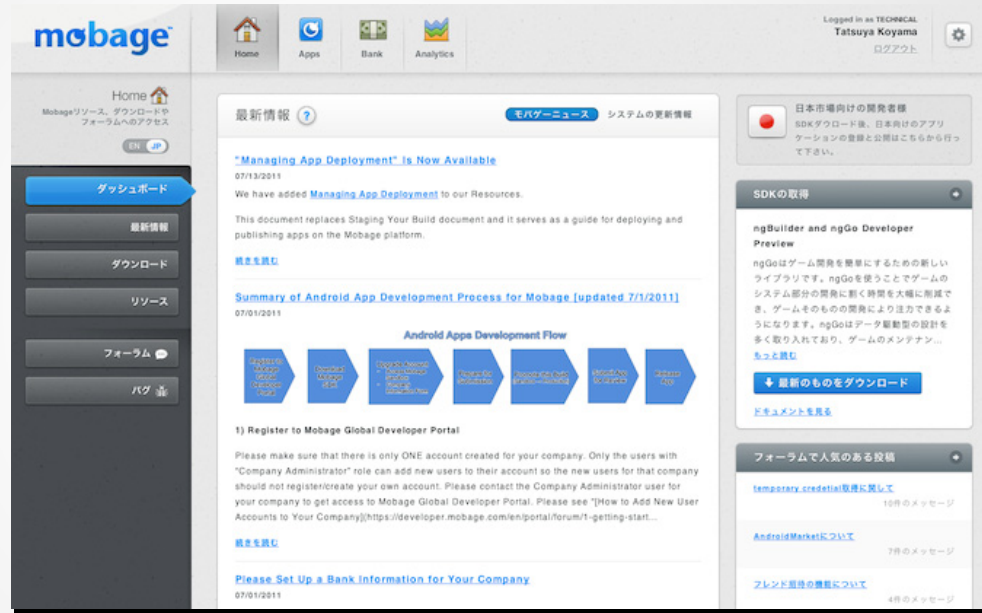 mobage
Home
Apps
Bank
Analytics
Logged in as TECHNICAL
Tatsuya Koyama
ログアウト
Home
Mobageリソース、ダウンロードや
フォーラムへのアクセス
EN JP
ダッシュボード
最新情報
ダウンロード
リソース
フォーラム
バグ
最新情報 ?
モバゲーニュース システムの更新情報
"Managing App Deployment" Is Now Available
07/13/2011
We have added Managing App Deployment to our Resources.
This document replaces Staging Your Build document and it serves as a guide for deploying and
publishing apps on the Mobage platform.
続きを読む
Summary of Android App Development Process for Mobage [updated 7/1/2011]
07/01/2011
Android Apps Development Flow
Register to
Mobage
Global
Developer
Portal
Download
Mobage
SDK
Upgrade Account
Prepare for
Submission
Submit App
for Review
Release
App
1) Register to Mobage Global Developer Portal
Please make sure that there is only ONE account created for your company. Only the users with
"Company Administrator" role can add new users to their account so the new users for that company
should not register/create your own account. Please contact the Company Administrator user for
your company to get access to Mobage Global Developer Portal. Please see "[How to Add New User
Accounts to Your Company](https://developer.mobage.com/en/portal/forum/1-getting-start...
続きを読む
Please Set Up a Bank Information for Your Company
07/01/2011
日本市場向けの開発者様
SDKダウロード後、日本向けのアプリ
ケーションの登録と公開はこちらから行っ
て下さい。
SDKの取得
ngBuilder and ngGo Developer
Preview
ngGoはゲーム開発を簡単にするための新しい
ライブラリです。ngGoを使うことでゲームの
システム部分の開発に割く時間を大幅に削減で
き、ゲームそのものの開発により注力できるよ
うになります。ngGoはデータ駆動型の設計を
多く取り入れており、ゲームのメンテナン...
もっと読む
最新のものをダウンロード
ドキュメントを見る
フォーラムで人気のある投稿
temporary credetial取得に関して
10件のメッセージ
AndroidMarketについて
7件のメッセージ
フレンド招待の機能について
4件のメッセージ